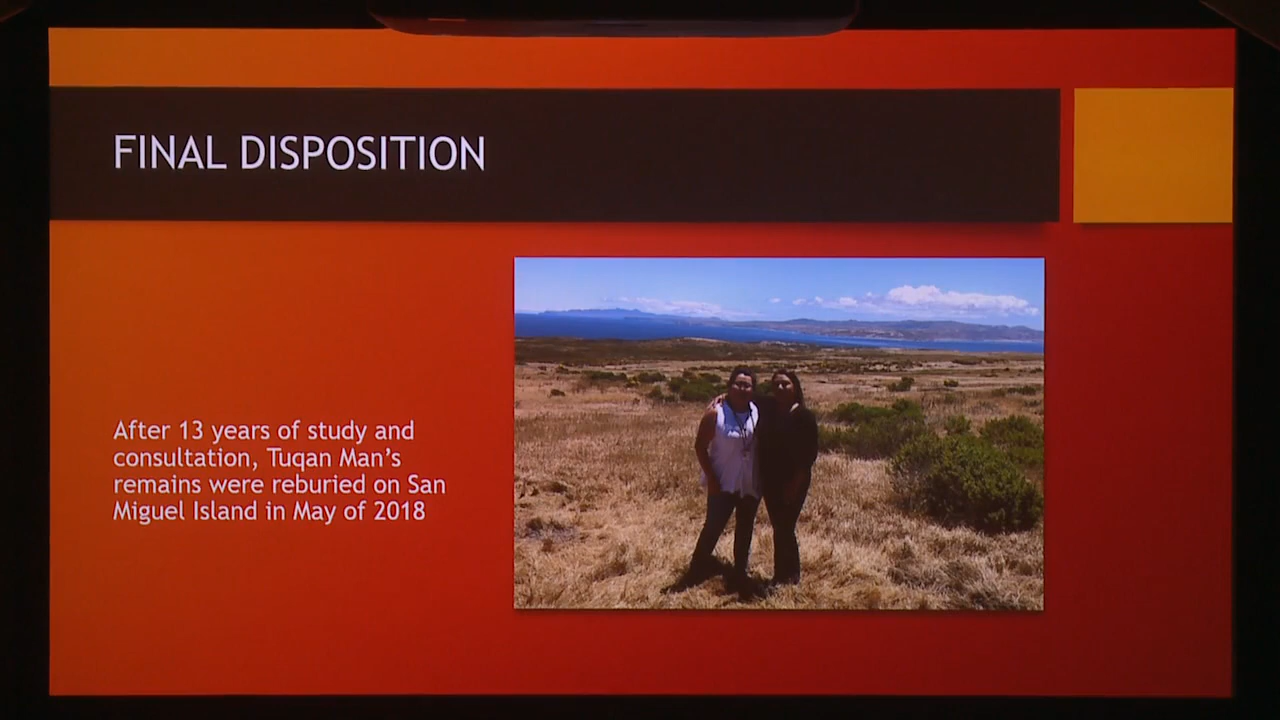 FINAL DISPOSITION
After 13 years of study and
consultation, Tuqan Man's
remains were reburied on San
Miguel Island in May of 2018